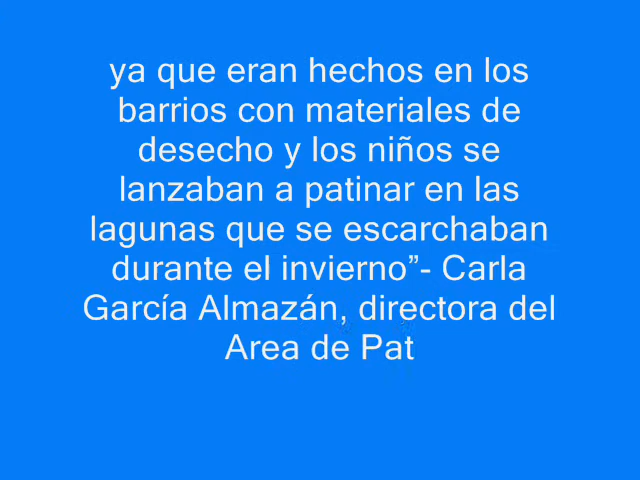 ya que eran hechos en los
barrios con materiales de
desecho y los niños se
lanzaban a patinar en las
lagunas que se escarchaban
durante el invierno”- Carla
García Almazán, directora del
Area de Pat